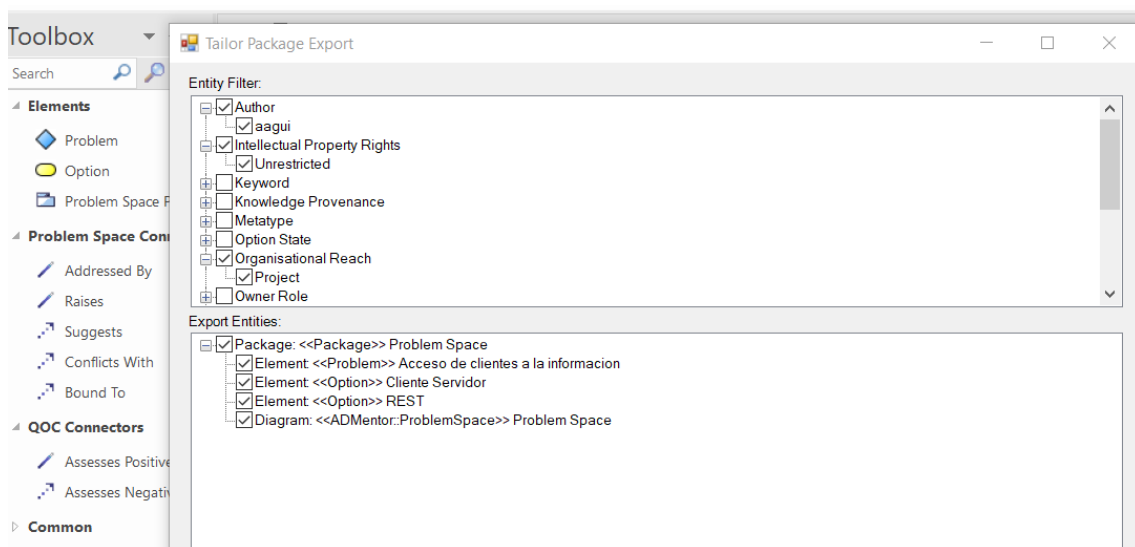 Toolbox
Search
Elements
Problem
Option
Problem Space P
Problem Space Con
Addressed By
Raises
Suggests
Conflicts With
Bound To
QOC Connectors
Assesses Positive
Assesses Negativ
Common
Tailor Package Export
Entity Filter:
Author
aagui
Intellectual Property Rights
Unrestricted
Keyword
Knowledge Provenance
Metatype
Option State
Organisational Reach
Project
Owner Role
Export Entities:
Package: <<Package>> Problem Space
Element: <<Problem>> Acceso de clientes a la informacion
Element: <<Option>> Cliente Servidor
Element: <<Option>> REST
Diagram: <<ADMentor::ProblemSpace>> Problem Space